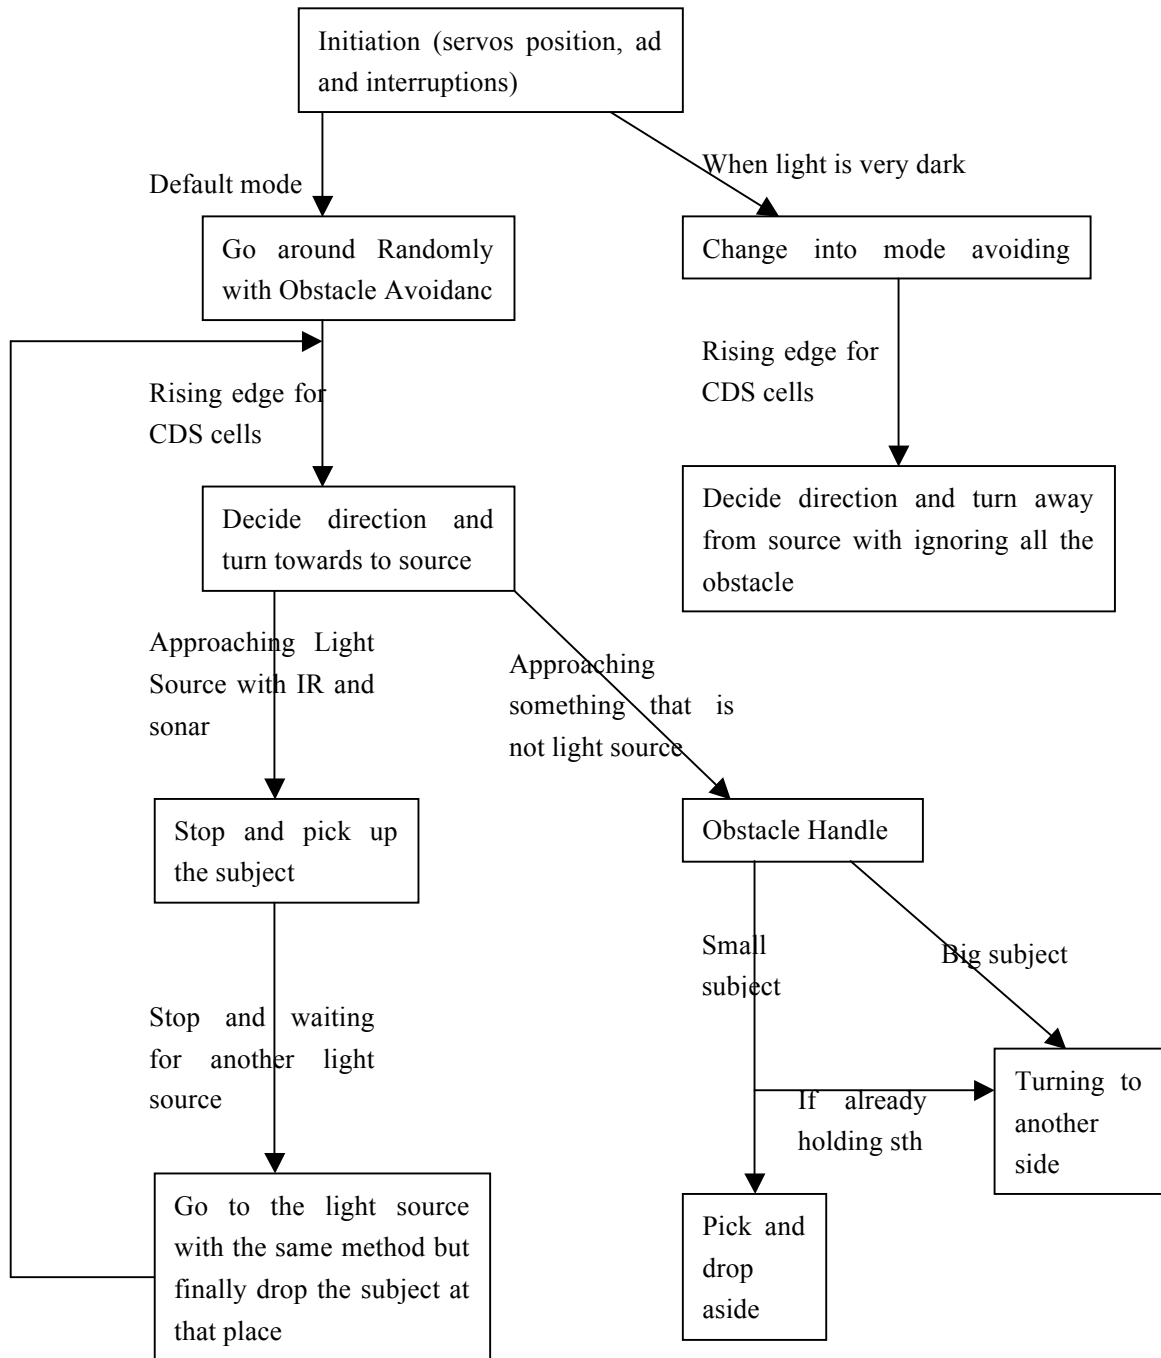 Initiation (servos position, ad
and interruptions)
When light is very dark
Default mode
Go around Randomly
with Obstacle Avoidanc
Change into mode avoiding
Rising edge for
CDS cells
Rising edge for
CDS cells
Decide direction and
turn towards to source
Decide direction and turn away
from source with ignoring all the
obstacle
Approaching Light
Source with IR and
sonar
Approaching
something that is
not light source
Stop and pick up
the subject
Obstacle Handle
Small
subject
Big subject
Stop and waiting
for another light
source
If already
holding sth
Turning to
another
side
Go to the light source
with the same method but
finally drop the subject at
that place
Pick and
drop
aside